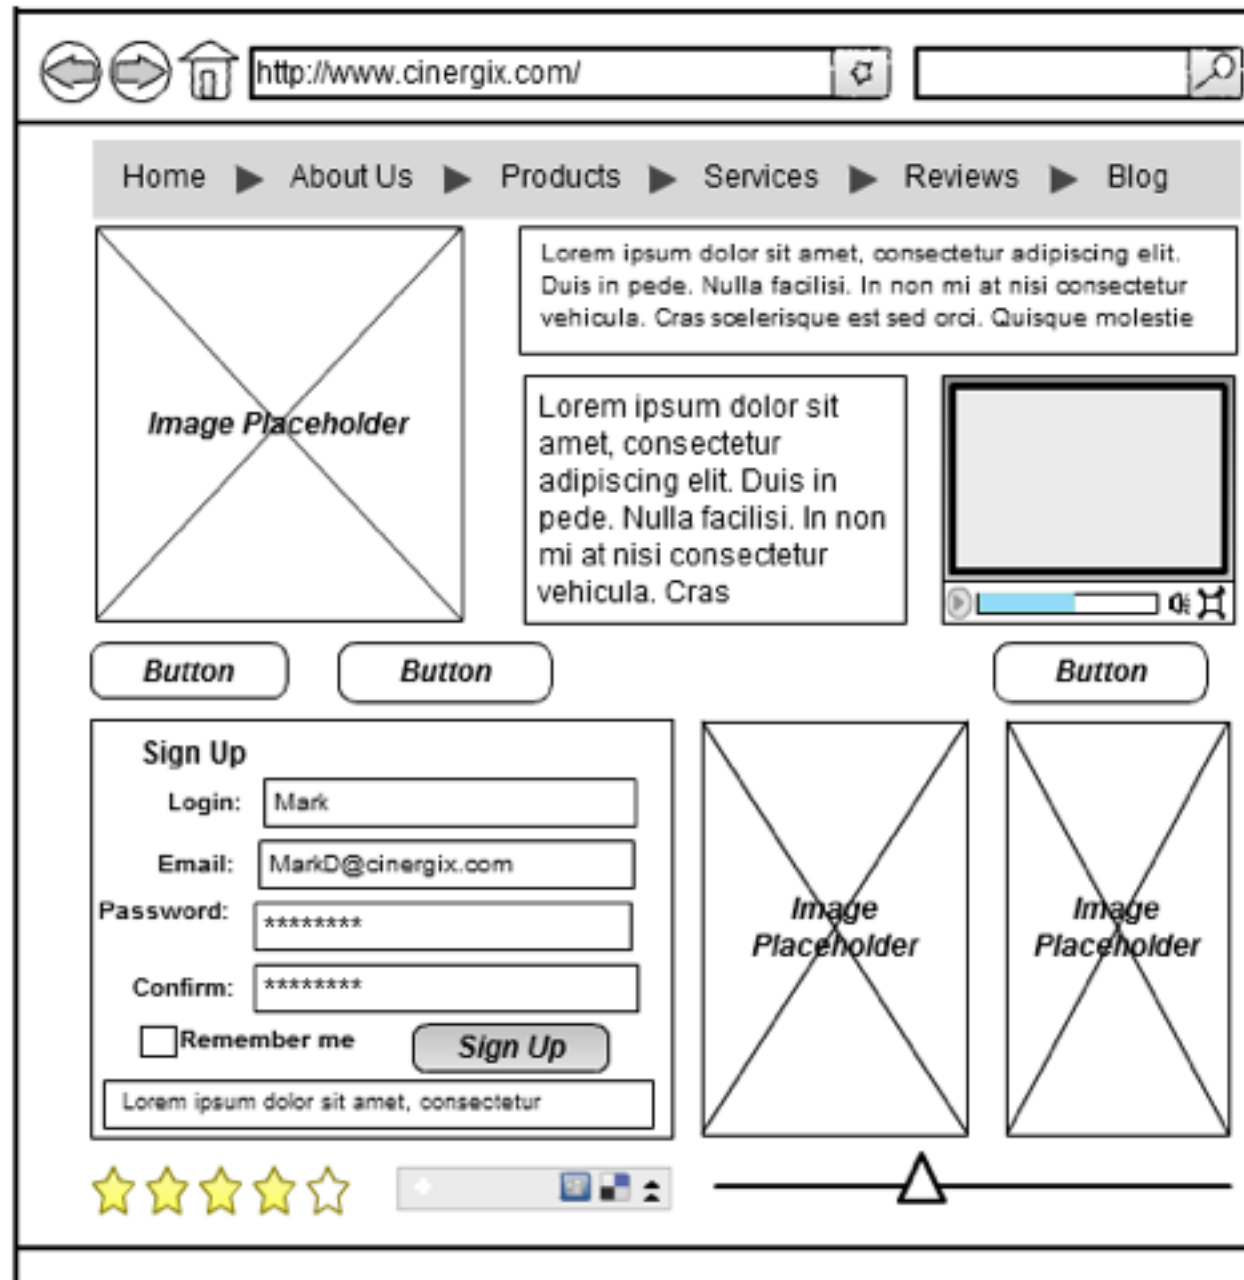 http://www.cinergix.com/
Home About Us Products Services Reviews Blog
Lorem ipsum dolor sit amet, consectetur adipiscing elit.
Duis in pede. Nulla facilisi. In non mi at nisi consectetur
vehicula. Cras scelerisque est sed orci. Quisque molestie
Image Placeholder
Lorem ipsum dolor sit
amet, consectetur
adipiscing elit. Duis in
pede. Nulla facilisi. In non
mi at nisi consectetur
vehicula. Cras
Button
Button
Button
Sign Up
Login: Mark
Email: MarkD@cinergix.com
Password: ********
Confirm: ********
Remember me
Sign Up
Lorem ipsum dolor sit amet, consectetur
Image
Placeholder
Image
Placeholder